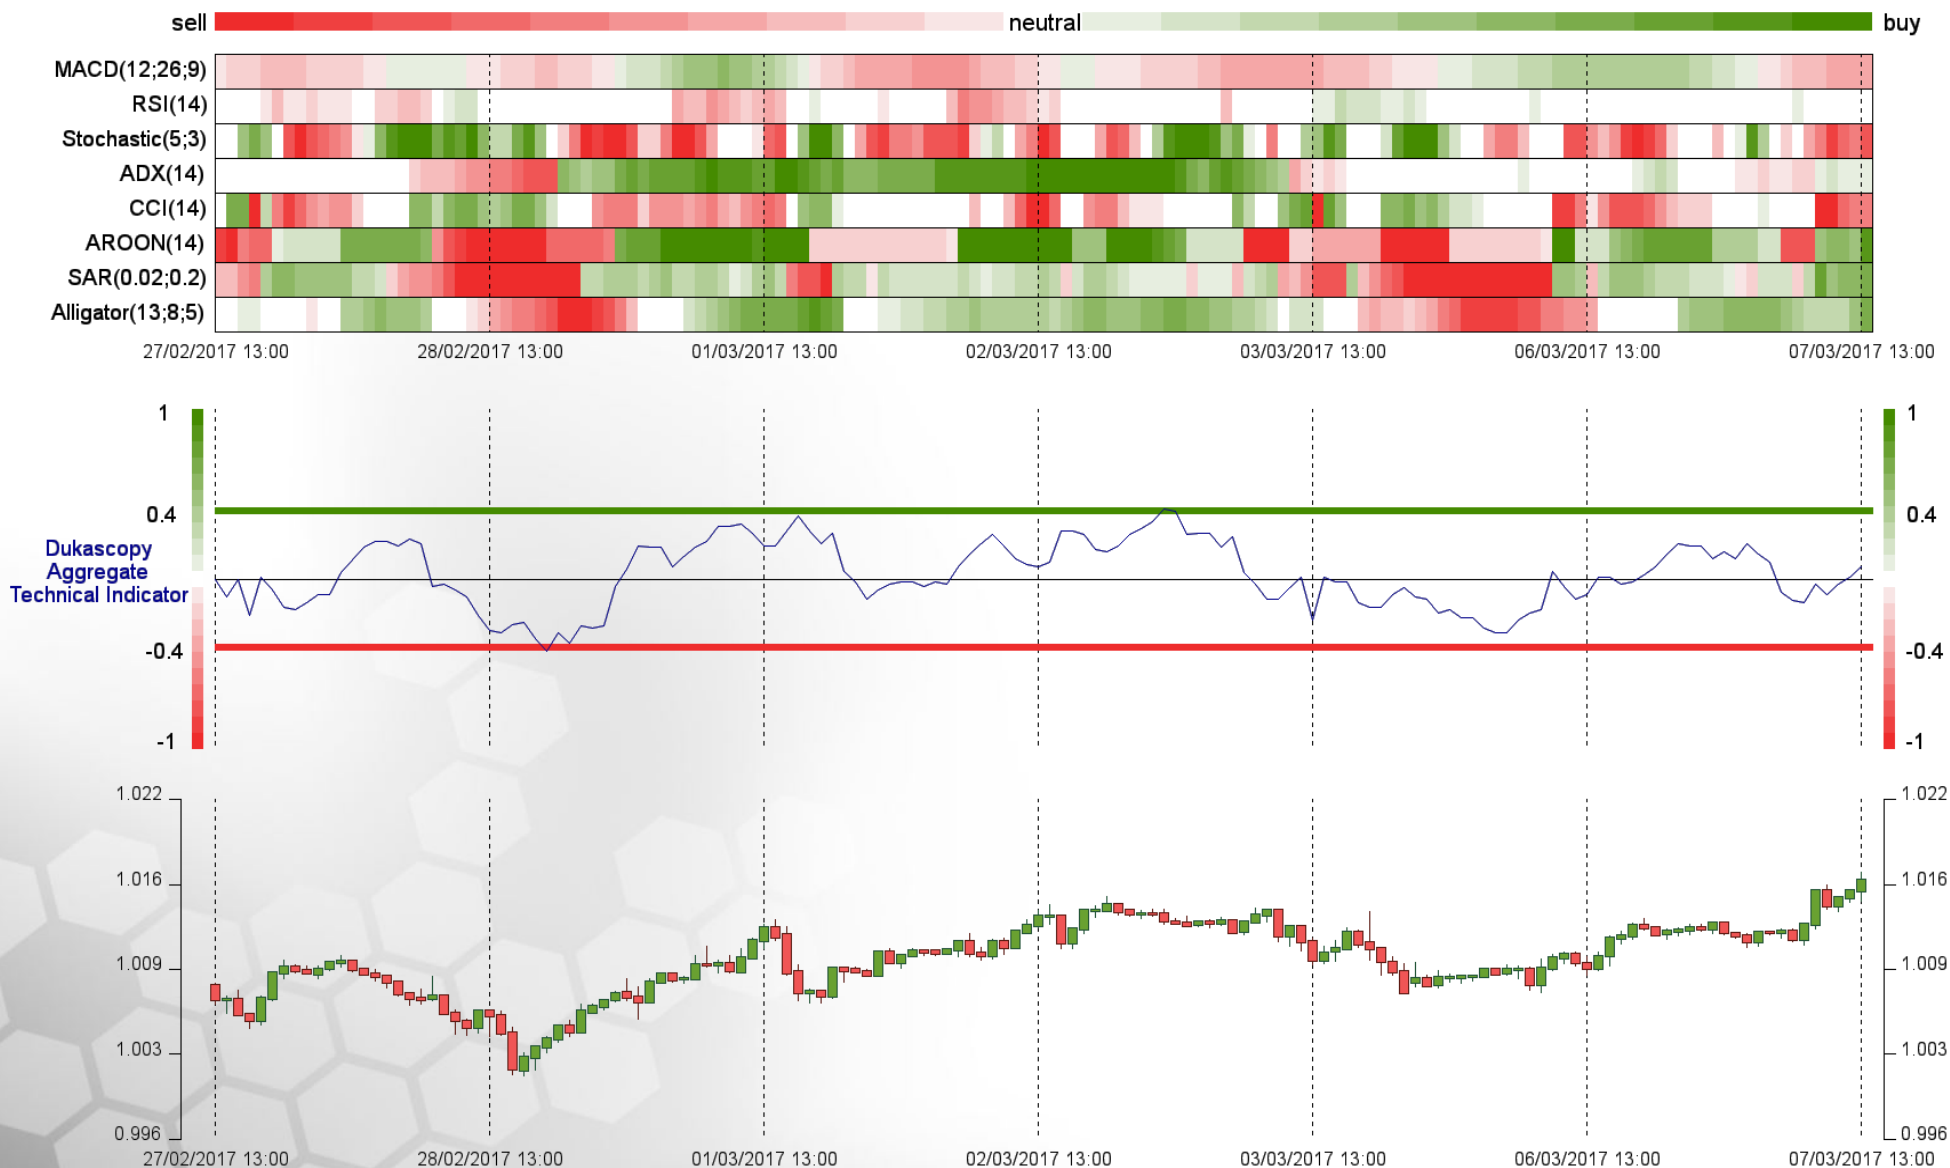 sell neutral buy
MACD(12;26;9)
RSI(14)
Stochastic(5;3)
ADX(14)
CCI(14)
AROON(14)
SAR(0.02;0.2)
Alligator(13;8;5)
27/02/2017 13:00 28/02/2017 13:00 01/03/2017 13:00 02/03/2017 13:00 03/03/2017 13:00 06/03/2017 13:00 07/03/2017 13:00
1 1
0.4 0.4
Dukascopy
Aggregate
Technical Indicator
-0.4 -0.4
-1 -1
1.022 1.022
1.016 1.016
1.009 1.009
1.003 1.003
0.996 0.996
27/02/2017 13:00 28/02/2017 13:00 01/03/2017 13:00 02/03/2017 13:00 03/03/2017 13:00 06/03/2017 13:00 07/03/2017 13:00